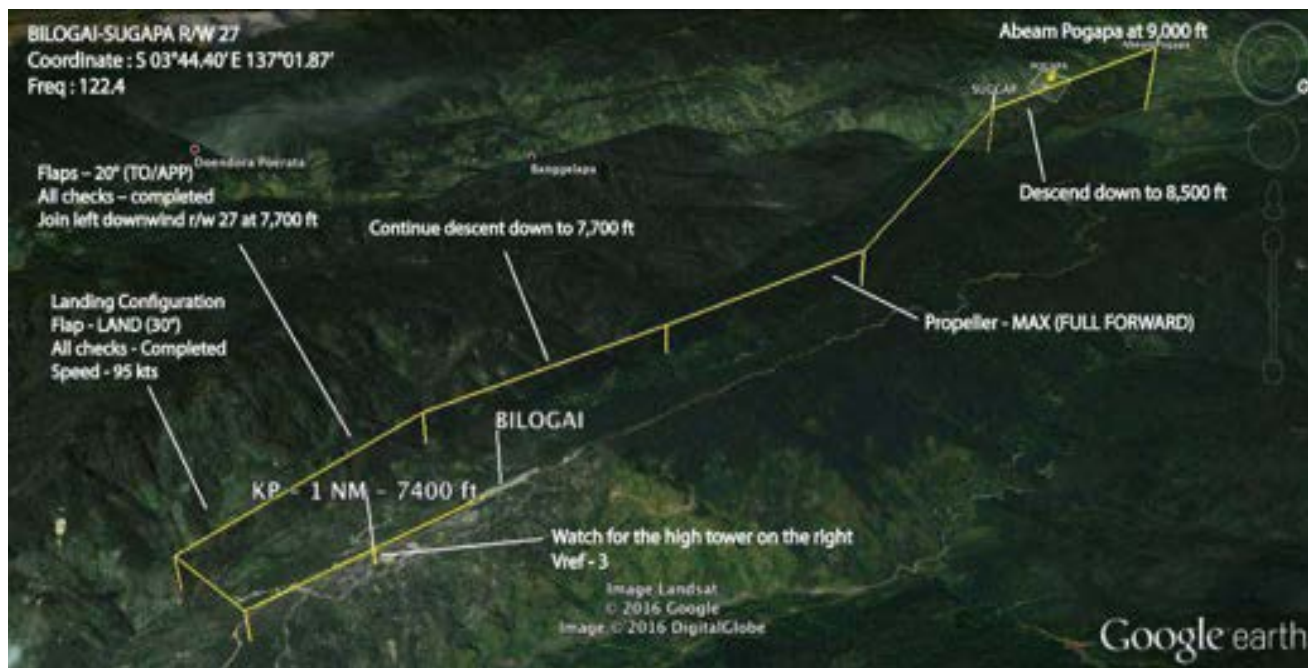 BILOGAI-SUGAPA R/W 27
Coordinate : S 03°44.40' E 137°01.87'
Freq : 122.4
Abeam Pogapa at 9,000 ft
Doendora Poerata
Banggelapa
Flaps – 20° (TO/APP)
All checks – completed
Join left downwind r/w 27 at 7,700 ft
Continue descent down to 7,700 ft
Descend down to 8,500 ft
Landing Configuration
Flap - LAND (30°)
All checks - Completed
Speed - 95 kts
Propeller - MAX (FULL FORWARD)
BILOGAI
KP - 1 NM - 7400 ft
Watch for the high tower on the right
Vref - 3
Image Landsat
© 2016 Google
Image © 2016 DigitalGlobe
Google earth